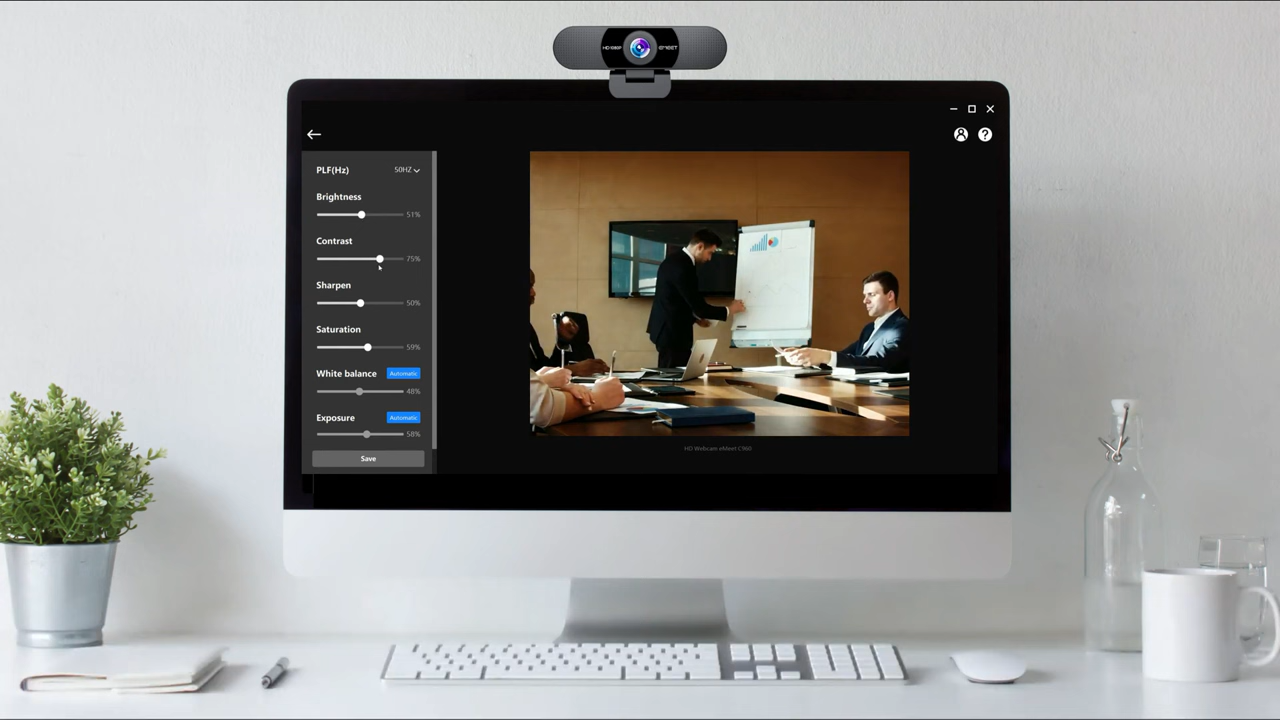 HD 1080P eMEET
PLF(Hz) 50HZ
Brightness
51%
Contrast
75%
Sharpen
50%
Saturation
59%
White balance Automatic
48%
Exposure Automatic
58%
Save
HD Webcam eMeet C960